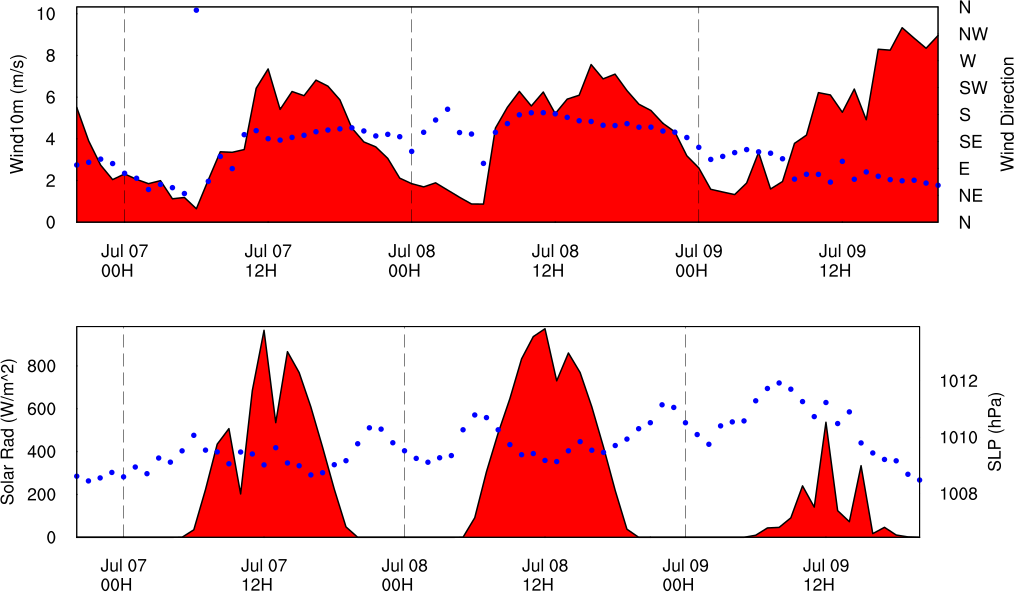 Wind10m (m/s)
10
8
6
4
2
0
N
NW
W
SW
S
SE
E
NE
N
Wind Direction
Jul 07
00H
Jul 07
12H
Jul 08
00H
Jul 08
12H
Jul 09
00H
Jul 09
12H
Solar Rad (W/m^2)
800
600
400
200
0
1012
1010
1008
SLP (hPa)
Jul 07
00H
Jul 07
12H
Jul 08
00H
Jul 08
12H
Jul 09
00H
Jul 09
12H